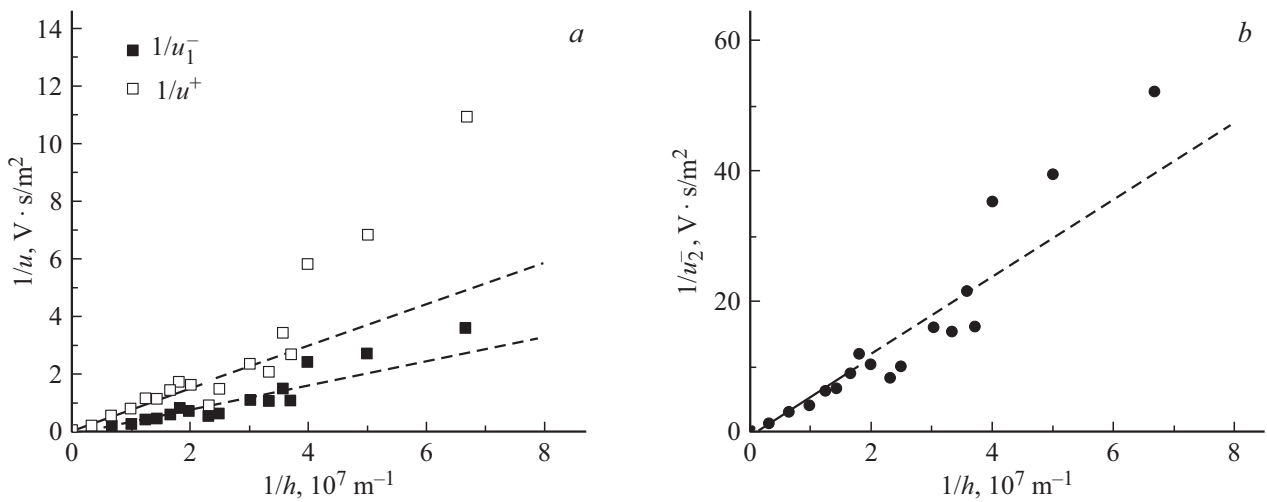 a
1/u₁⁻
1/u⁺
14
12
10
8
6
4
2
0
1/u, V · s/m²
0 2 4 6 8
1/h, 10⁷ m⁻¹
b
60
40
20
0
1/u₂⁻, V · s/m²
0 2 4 6 8
1/h, 10⁷ m⁻¹